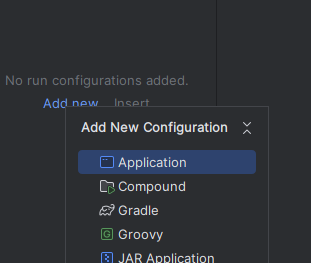 No run configurations added.
Add new... Insert
Add New Configuration
Application
Compound
Gradle
G Groovy
JAR Application